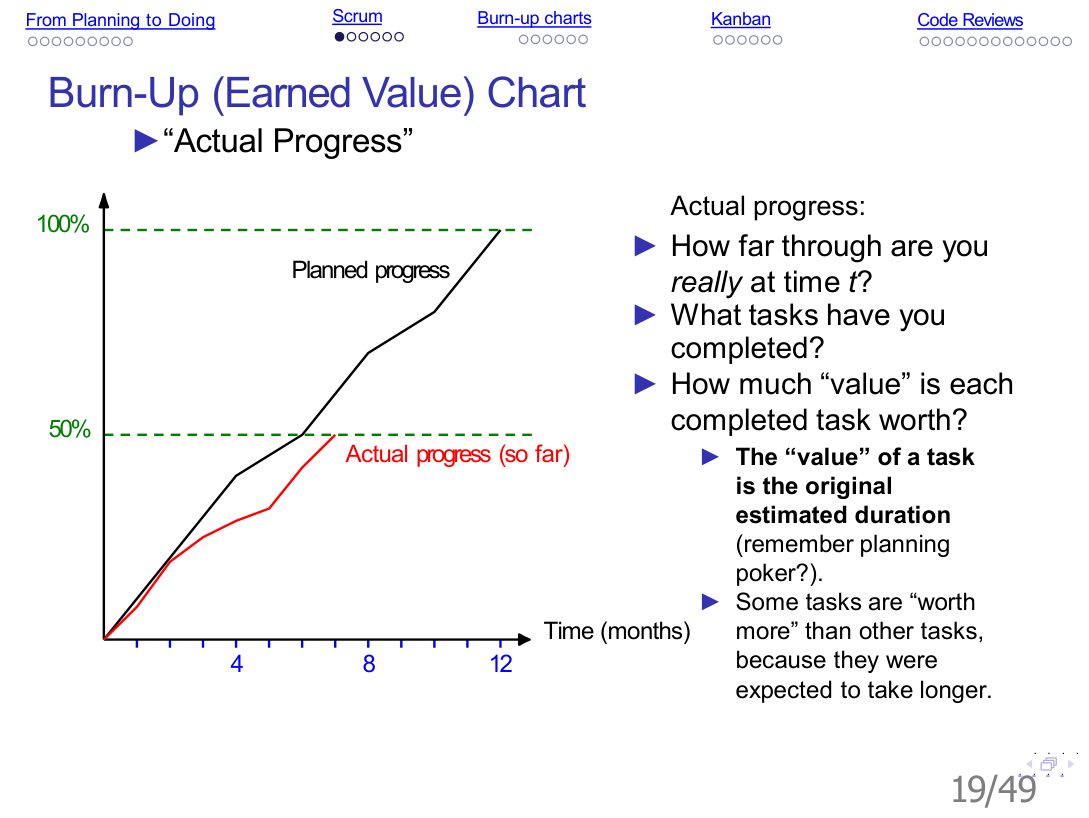 From Planning to Doing
Scrum
Burn-up charts
Kanban
Code Reviews
Burn-Up (Earned Value) Chart
►“Actual Progress”
100%
Planned progress
50%
Actual progress (so far)
Time (months)
4
8
12
Actual progress:
► How far through are you
really at time t?
► What tasks have you
completed?
► How much “value” is each
completed task worth?
► The “value” of a task
is the original
estimated duration
(remember planning
poker?).
► Some tasks are “worth
more” than other tasks,
because they were
expected to take longer.
19/49